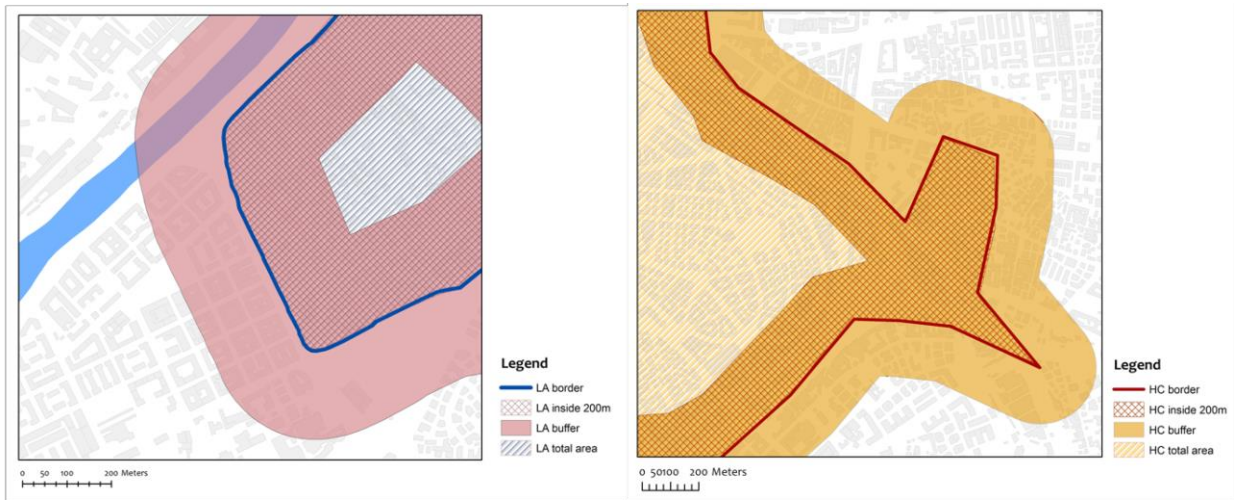 Legend
LA border
LA inside 200m
LA buffer
LA total area
0 50 100 200 Meters
Legend
HC border
HC inside 200m
HC buffer
HC total area
0 50100 200 Meters